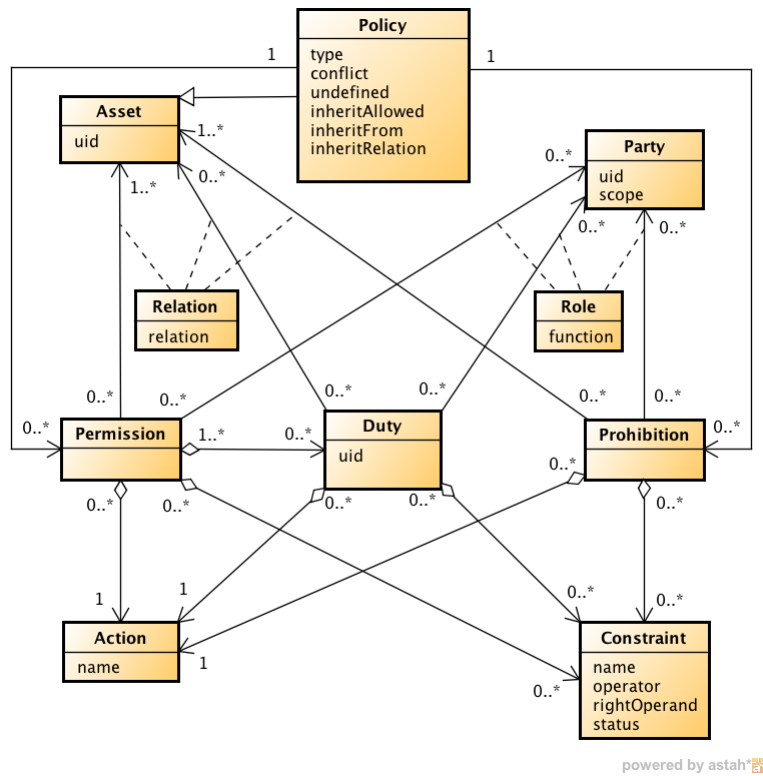 Policy
1
1
type
conflict
undefined
inheritAllowed
inheritFrom
inheritRelation
Asset
uid
1..*
0..*
1..*
Party
uid
scope
0..*
0..*
0..*
Relation
relation
Role
function
0..*
0..*
0..*
0..*
0..*
0..*
0..*
Permission
1..*
0..*
Duty
uid
Prohibition
0..*
0..*
0..*
0..*
0..*
0..*
0..*
1
1
1
0..*
0..*
0..*
Action
name
Constraint
name
operator
rightOperand
status
powered by astah*